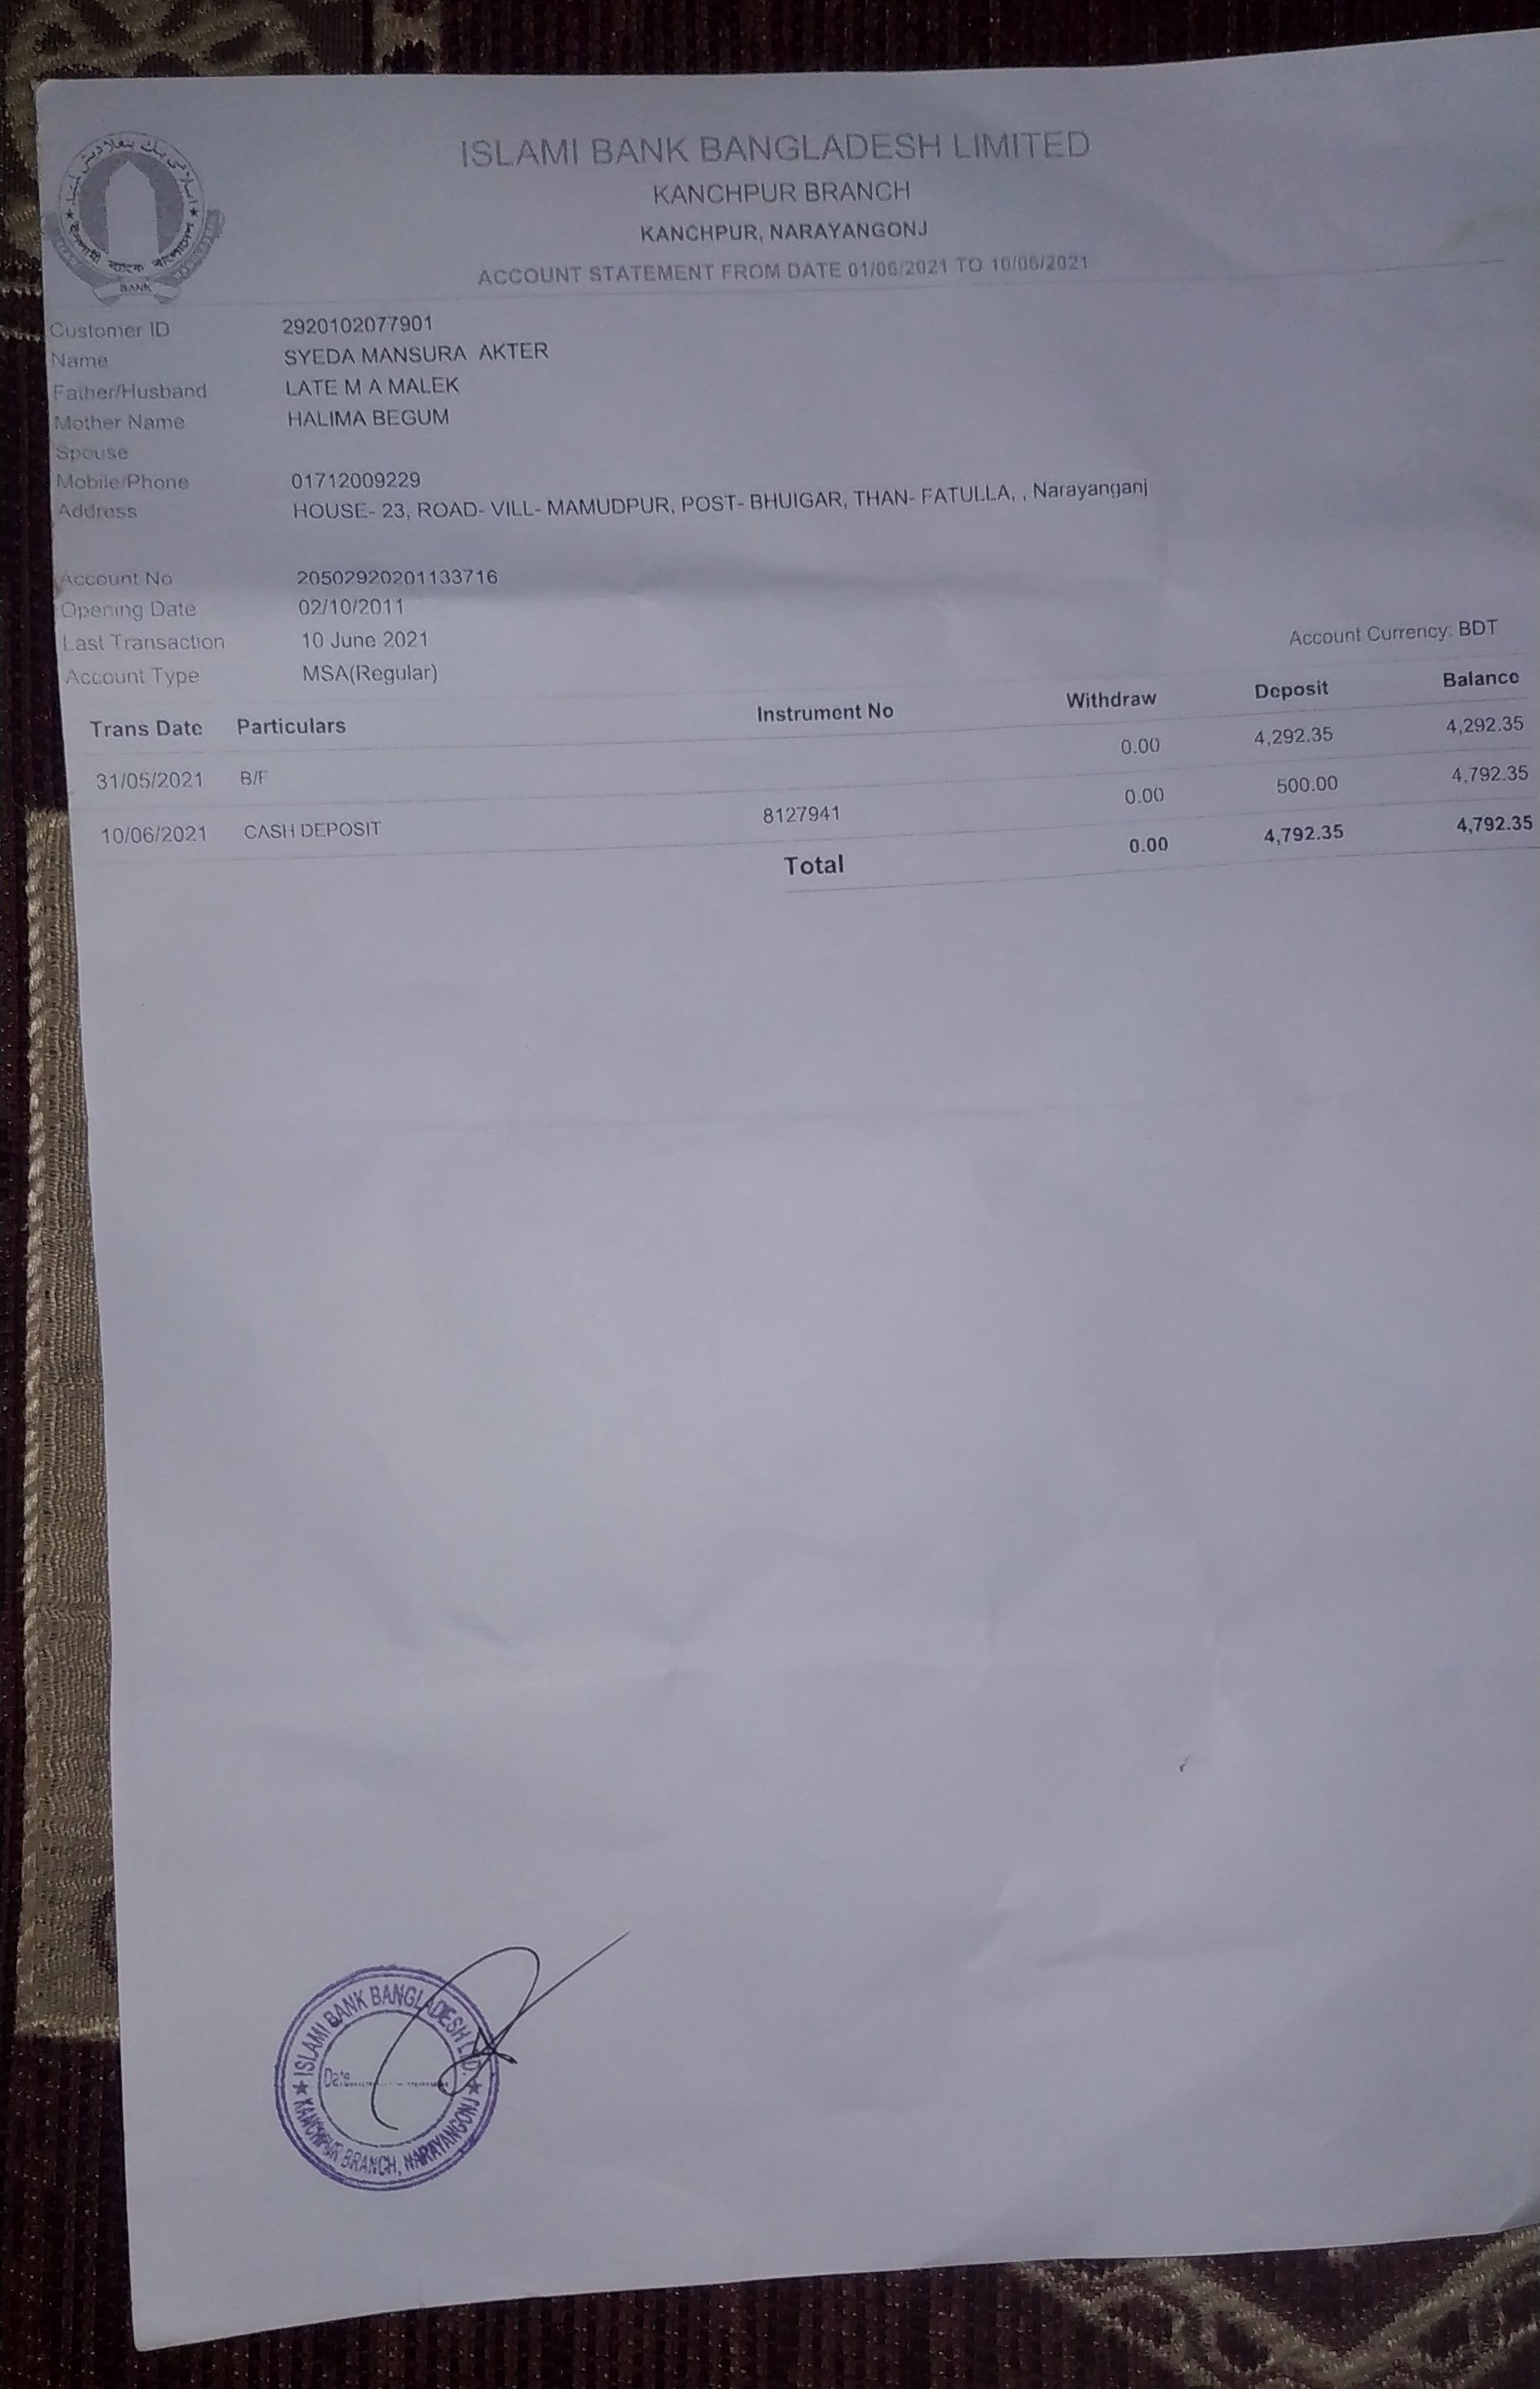 ISLAMI BANK BANGLADESH LIMITED
KANCHPUR BRANCH
KANCHPUR, NARAYANGONJ
ACCOUNT STATEMENT FROM DATE 01/06/2021 TO 10/06/2021
ইসলামী ব্যাংক বাংলাদেশ
BANK
Customer ID 2920102077901
Name SYEDA MANSURA AKTER
Father/Husband LATE M A MALEK
Mother Name HALIMA BEGUM
Spouse
Mobile/Phone 01712009229
Address HOUSE- 23, ROAD- VILL- MAMUDPUR, POST- BHUIGAR, THAN- FATULLA, , Narayanganj
Account No 20502920201133716
Opening Date 02/10/2011
Last Transaction 10 June 2021
Account Type MSA(Regular)
Account Currency: BDT
Trans Date Particulars Instrument No Withdraw Deposit Balance
31/05/2021 B/F 0.00 4,292.35 4,292.35
10/06/2021 CASH DEPOSIT 8127941 0.00 500.00 4,792.35
Total 0.00 4,792.35 4,792.35
ISLAMI BANK BANGLADESH LTD.
Date
KANCHPUR BRANCH, NARAYANGONJ